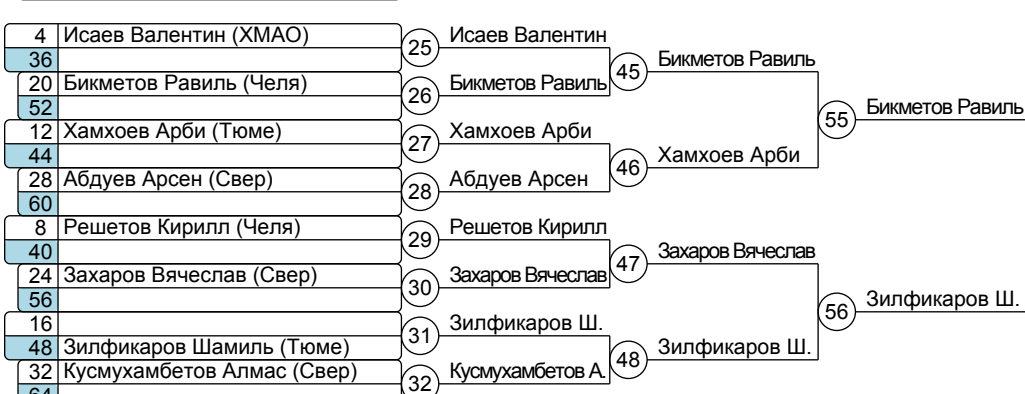 4 Исаев Валентин (ХМАО)
36
20 Бикметов Равиль (Челя)
52
12 Хамхоев Арби (Тюме)
44
28 Абдуев Арсен (Свер)
60
8 Решетов Кирилл (Челя)
40
24 Захаров Вячеслав (Свер)
56
16
48 Зилфикаров Шамиль (Тюме)
32 Кусмухамбетов Алмас (Свер)
64
25 Исаев Валентин
26 Бикметов Равиль
27 Хамхоев Арби
28 Абдуев Арсен
29 Решетов Кирилл
30 Захаров Вячеслав
31 Зилфикаров Ш.
32 Кусмухамбетов А.
45 Бикметов Равиль
46 Хамхоев Арби
47 Захаров Вячеслав
48 Зилфикаров Ш.
55 Бикметов Равиль
56 Зилфикаров Ш.